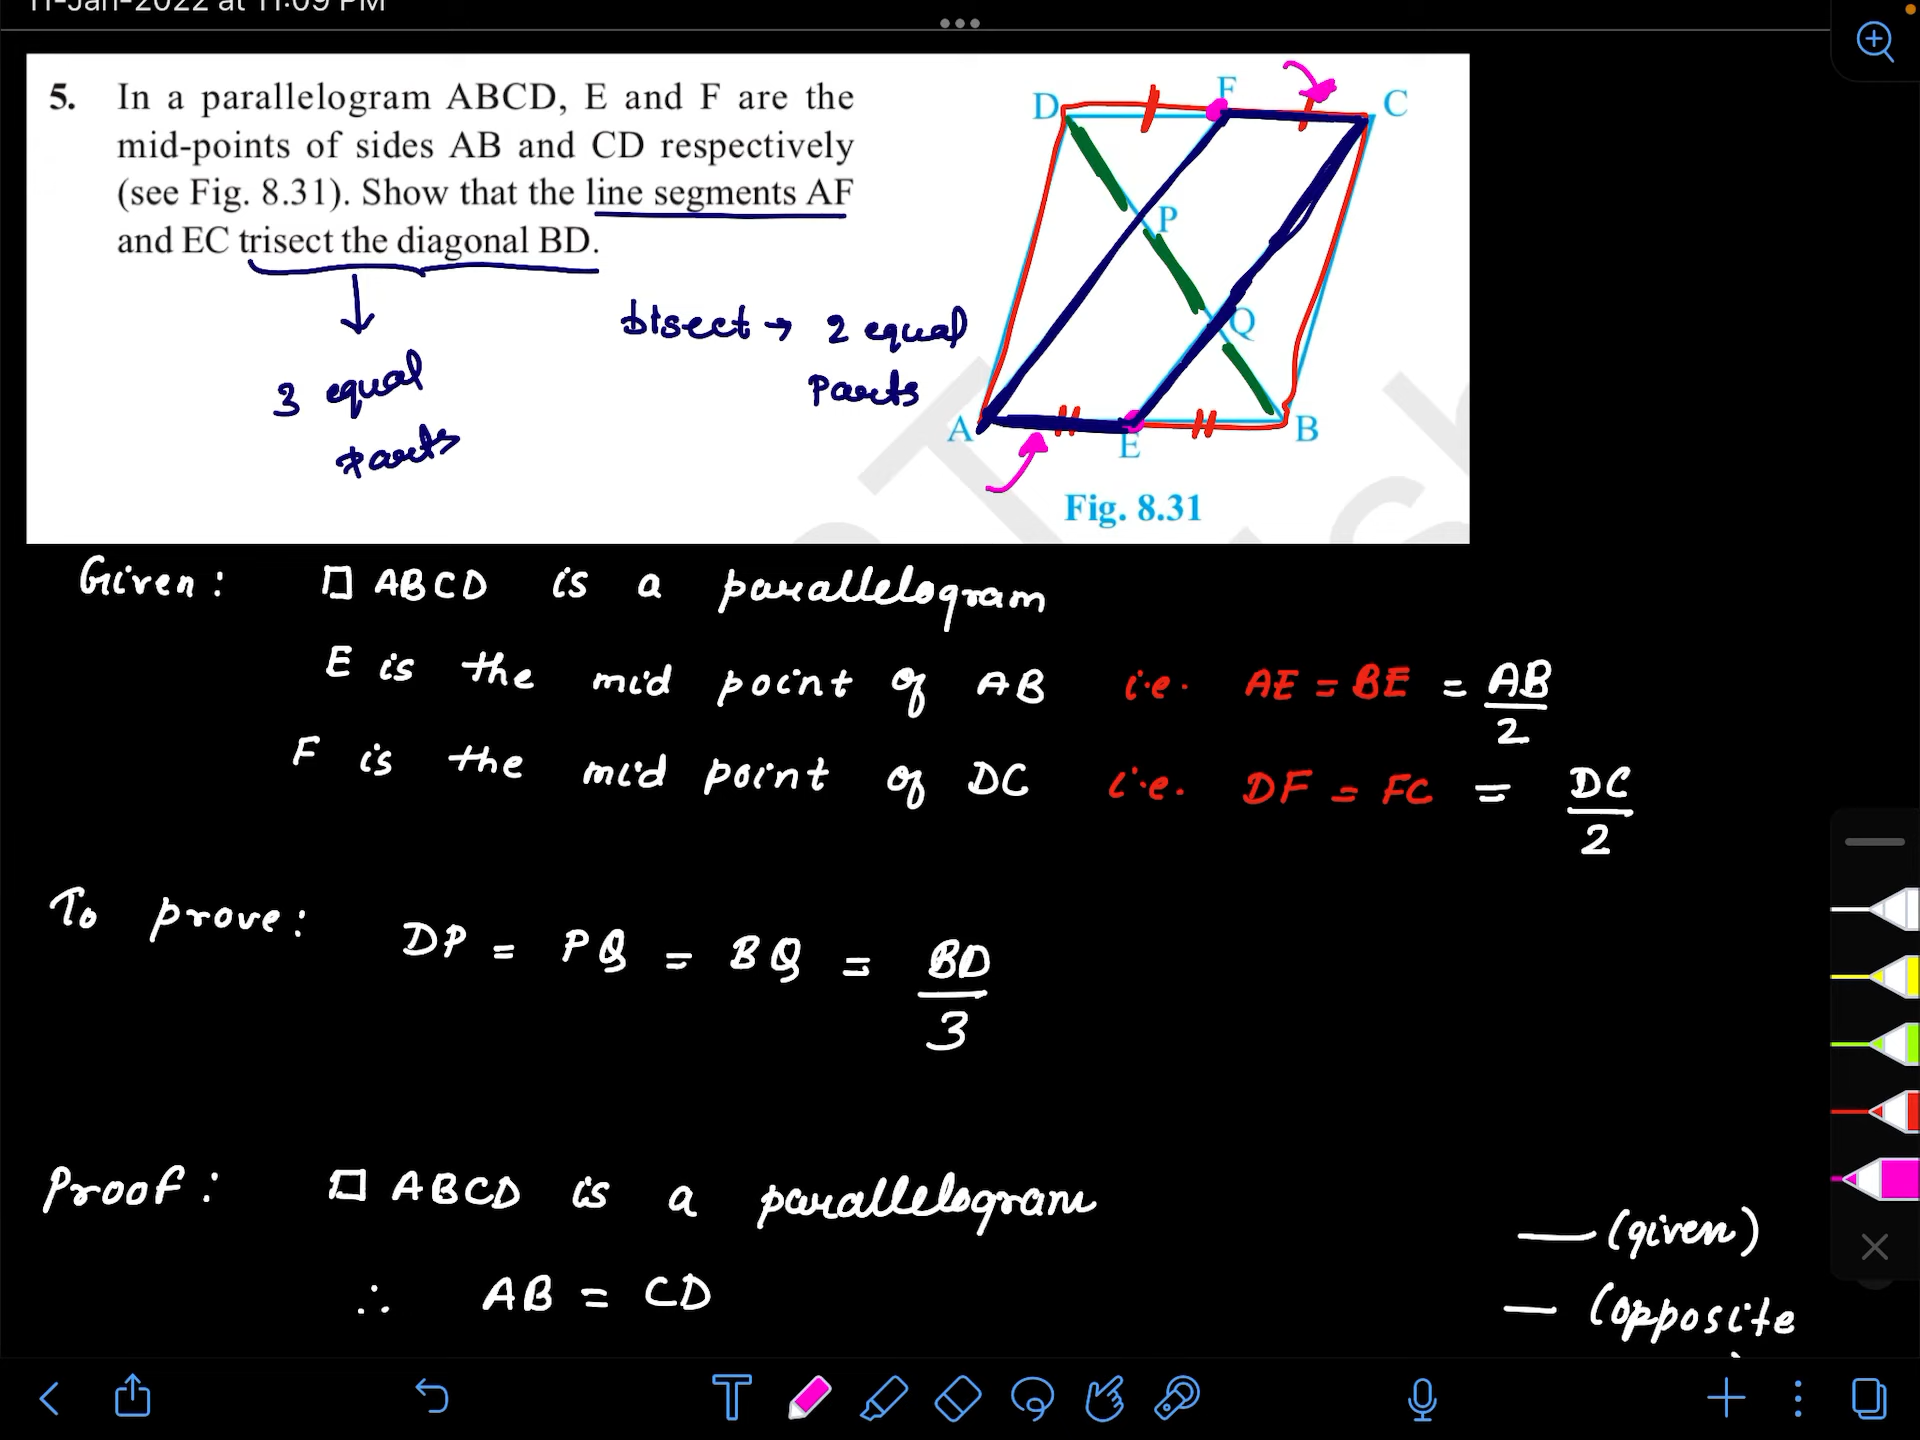 11-Jan-2022 at 11:09 PM
5. In a parallelogram ABCD, E and F are the
mid-points of sides AB and CD respectively
(see Fig. 8.31). Show that the line segments AF
and EC trisect the diagonal BD.
3 equal
parts
bisect → 2 equal
Parts
D F C
P
Q
A E B
Fig. 8.31
Given: □ ABCD is a parallelogram
E is the mid point of AB i.e. AE = BE = AB/2
F is the mid point of DC i.e. DF = FC = DC/2
To prove: DP = PQ = BQ = BD/3
Proof: □ ABCD is a parallelogram — (given)
∴ AB = CD — (opposite